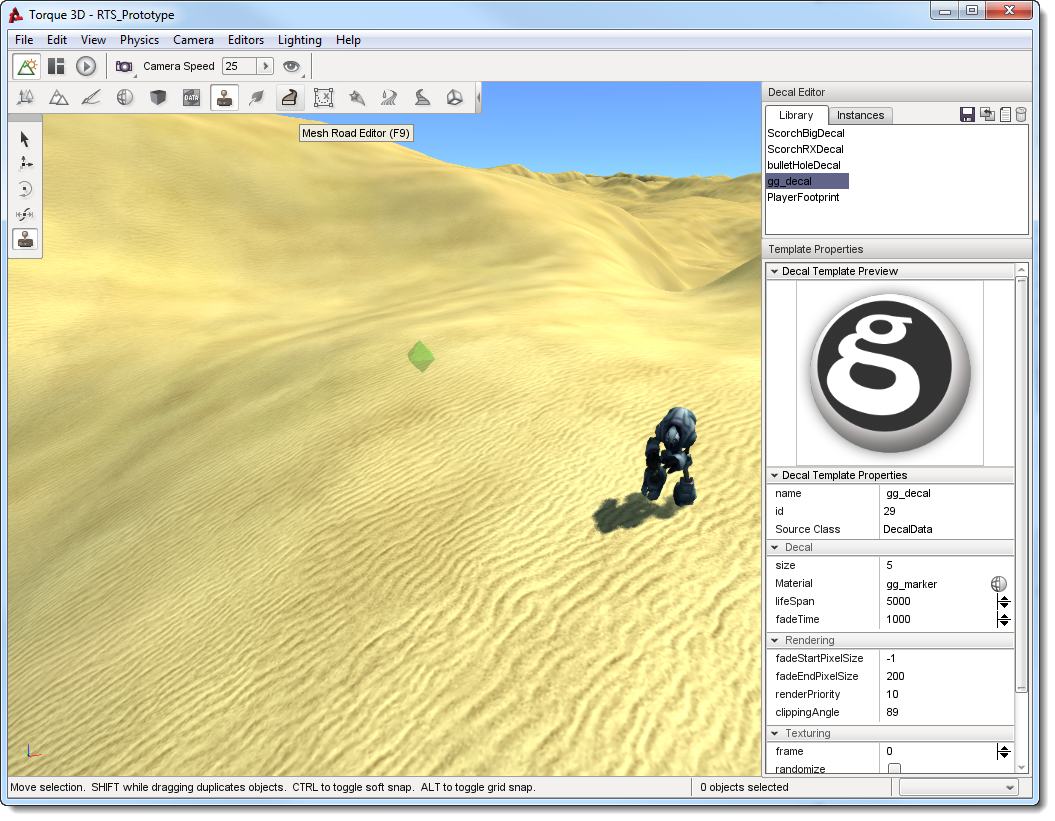 Torque 3D - RTS_Prototype
File Edit View Physics Camera Editors Lighting Help
Camera Speed 25
DATA
Mesh Road Editor (F9)
Decal Editor
Library Instances
ScorchBigDecal
ScorchRXDecal
bulletHoleDecal
gg_decal
PlayerFootprint
Template Properties
Decal Template Preview
g
Decal Template Properties
name gg_decal
id 29
Source Class DecalData
Decal
size 5
Material gg_marker
lifeSpan 5000
fadeTime 1000
Rendering
fadeStartPixelSize -1
fadeEndPixelSize 200
renderPriority 10
clippingAngle 89
Texturing
frame 0
randomize
Move selection. SHIFT while dragging duplicates objects. CTRL to toggle soft snap. ALT to toggle grid snap.
0 objects selected